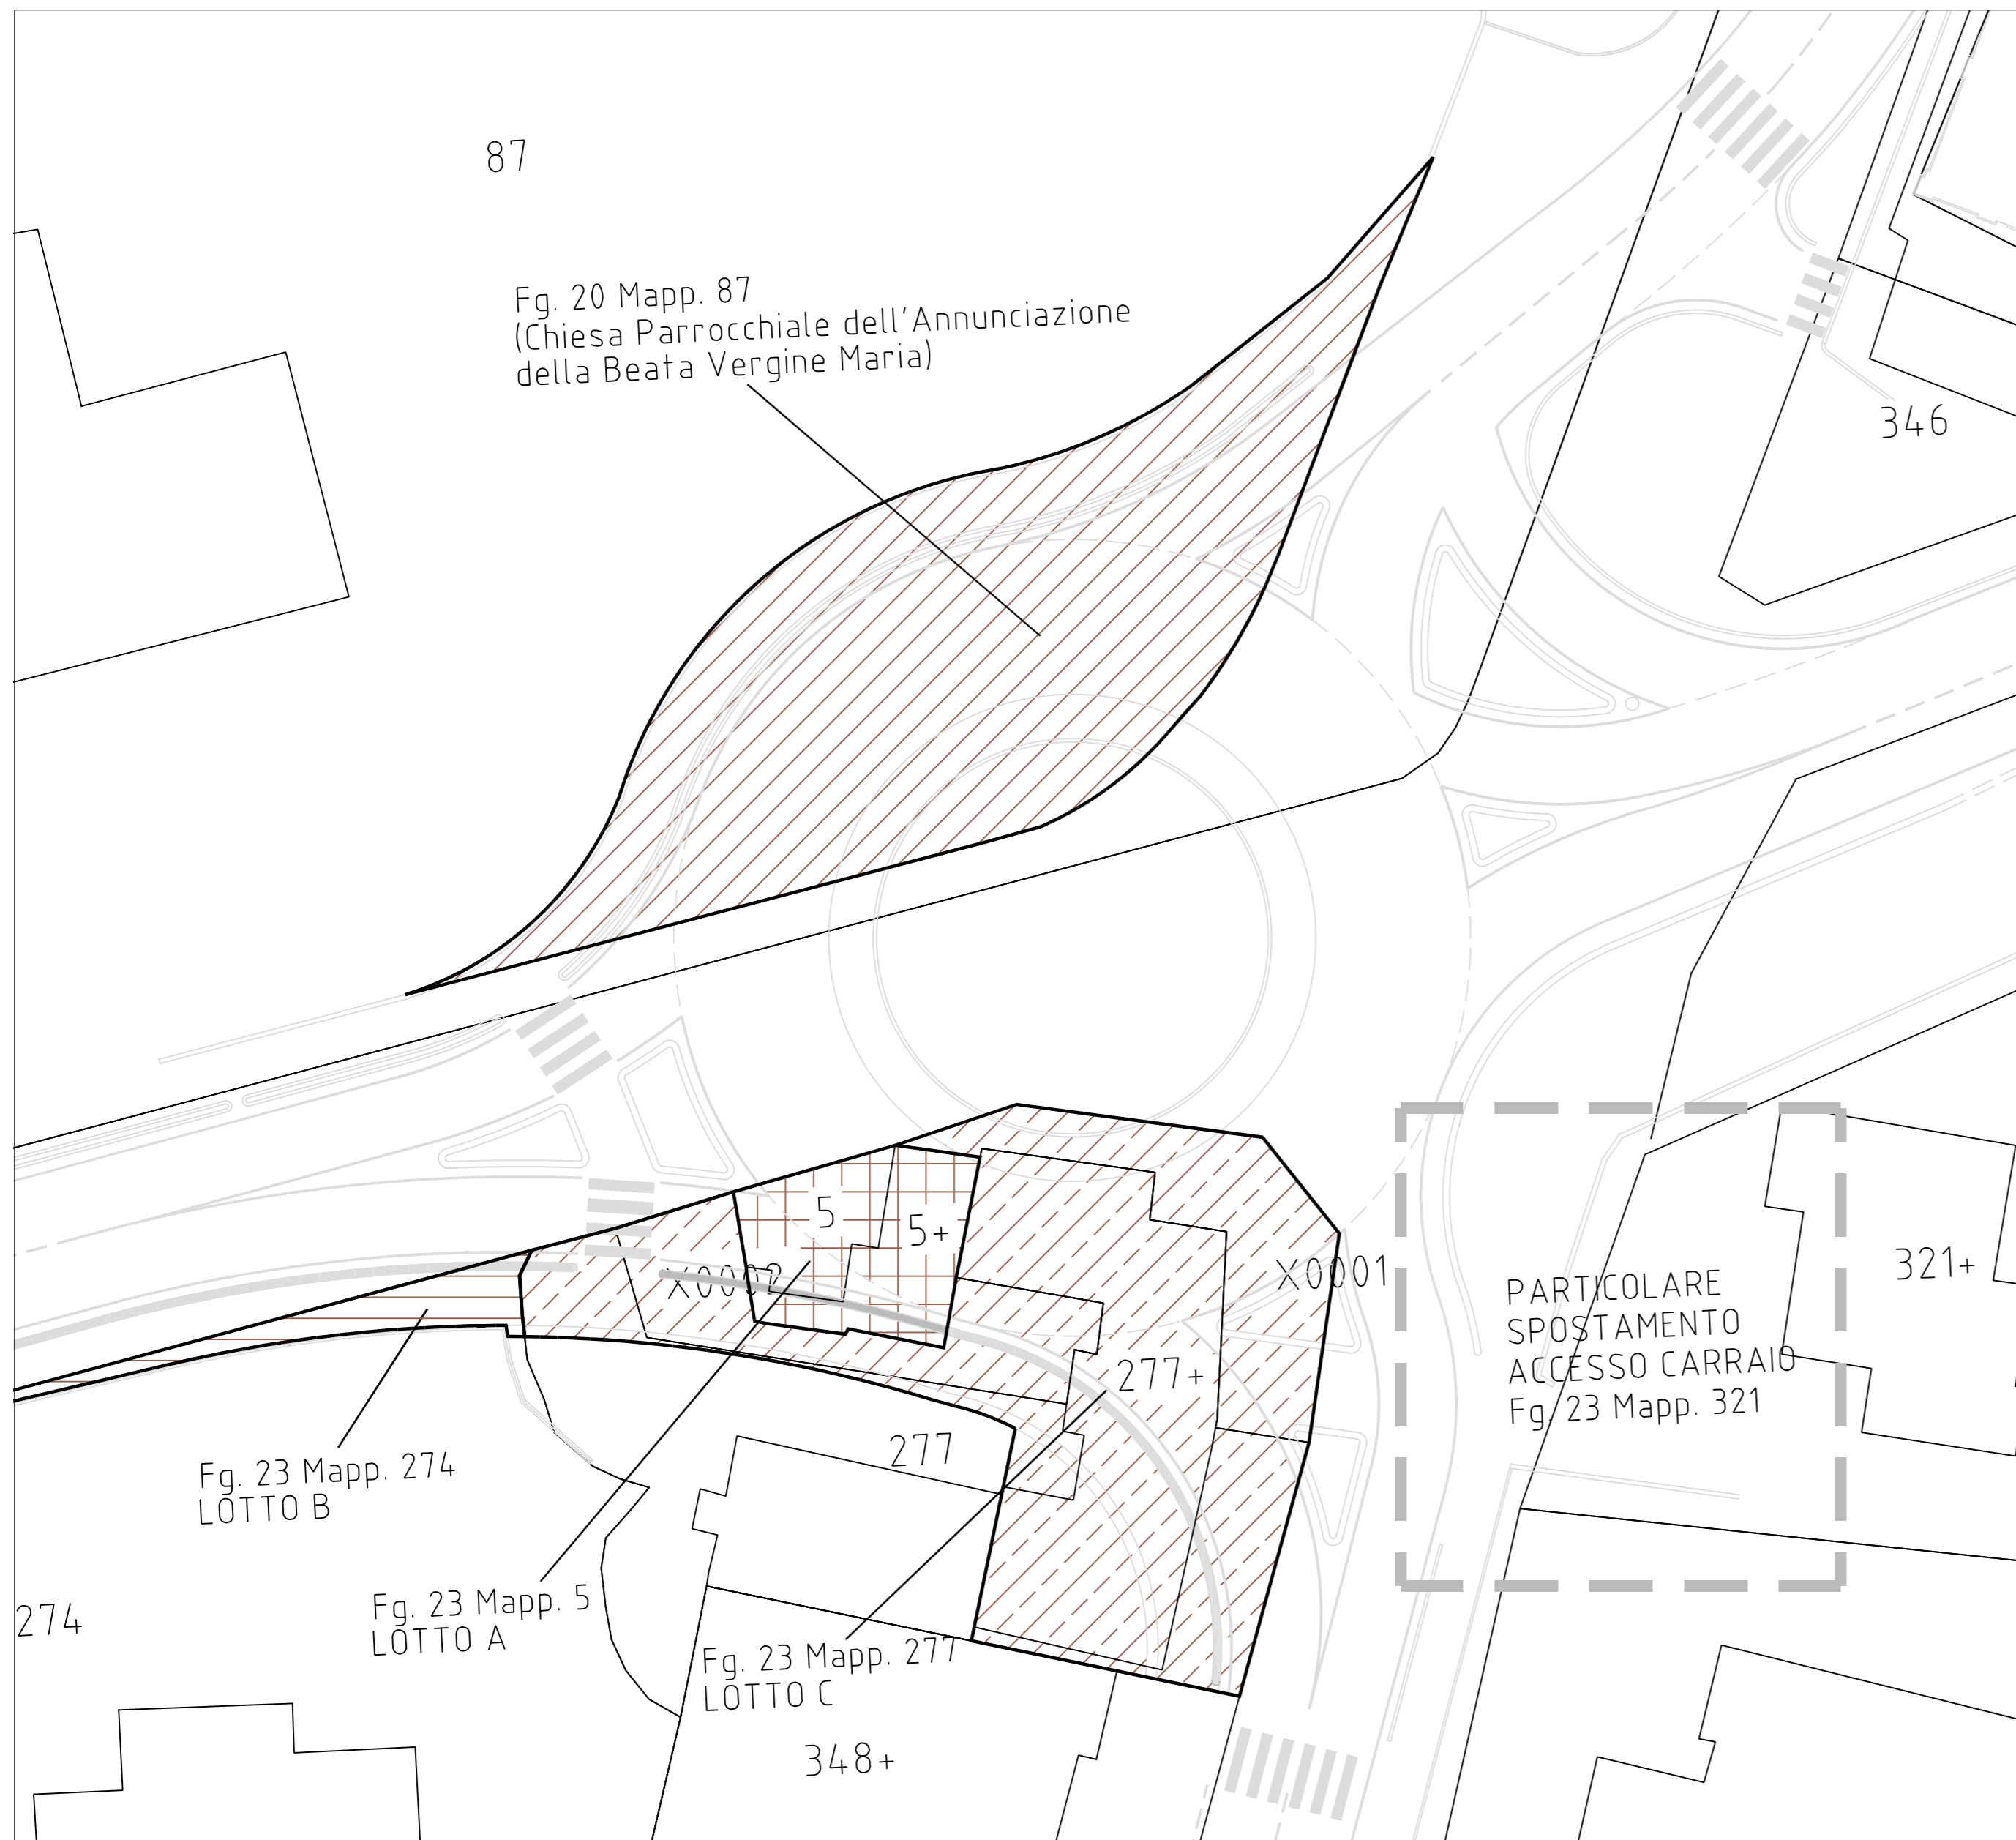 87
Fg. 20 Mapp. 87
(Chiesa Parrocchiale dell'Annunciazione
della Beata Vergine Maria)
346
5
5+
X0002
X0001
321+
PARTICOLARE
SPOSTAMENTO
ACCESSO CARRAIO
Fg. 23 Mapp. 321
277+
277
Fg. 23 Mapp. 274
LOTTO B
Fg. 23 Mapp. 5
LOTTO A
274
Fg. 23 Mapp. 277
LOTTO C
348+